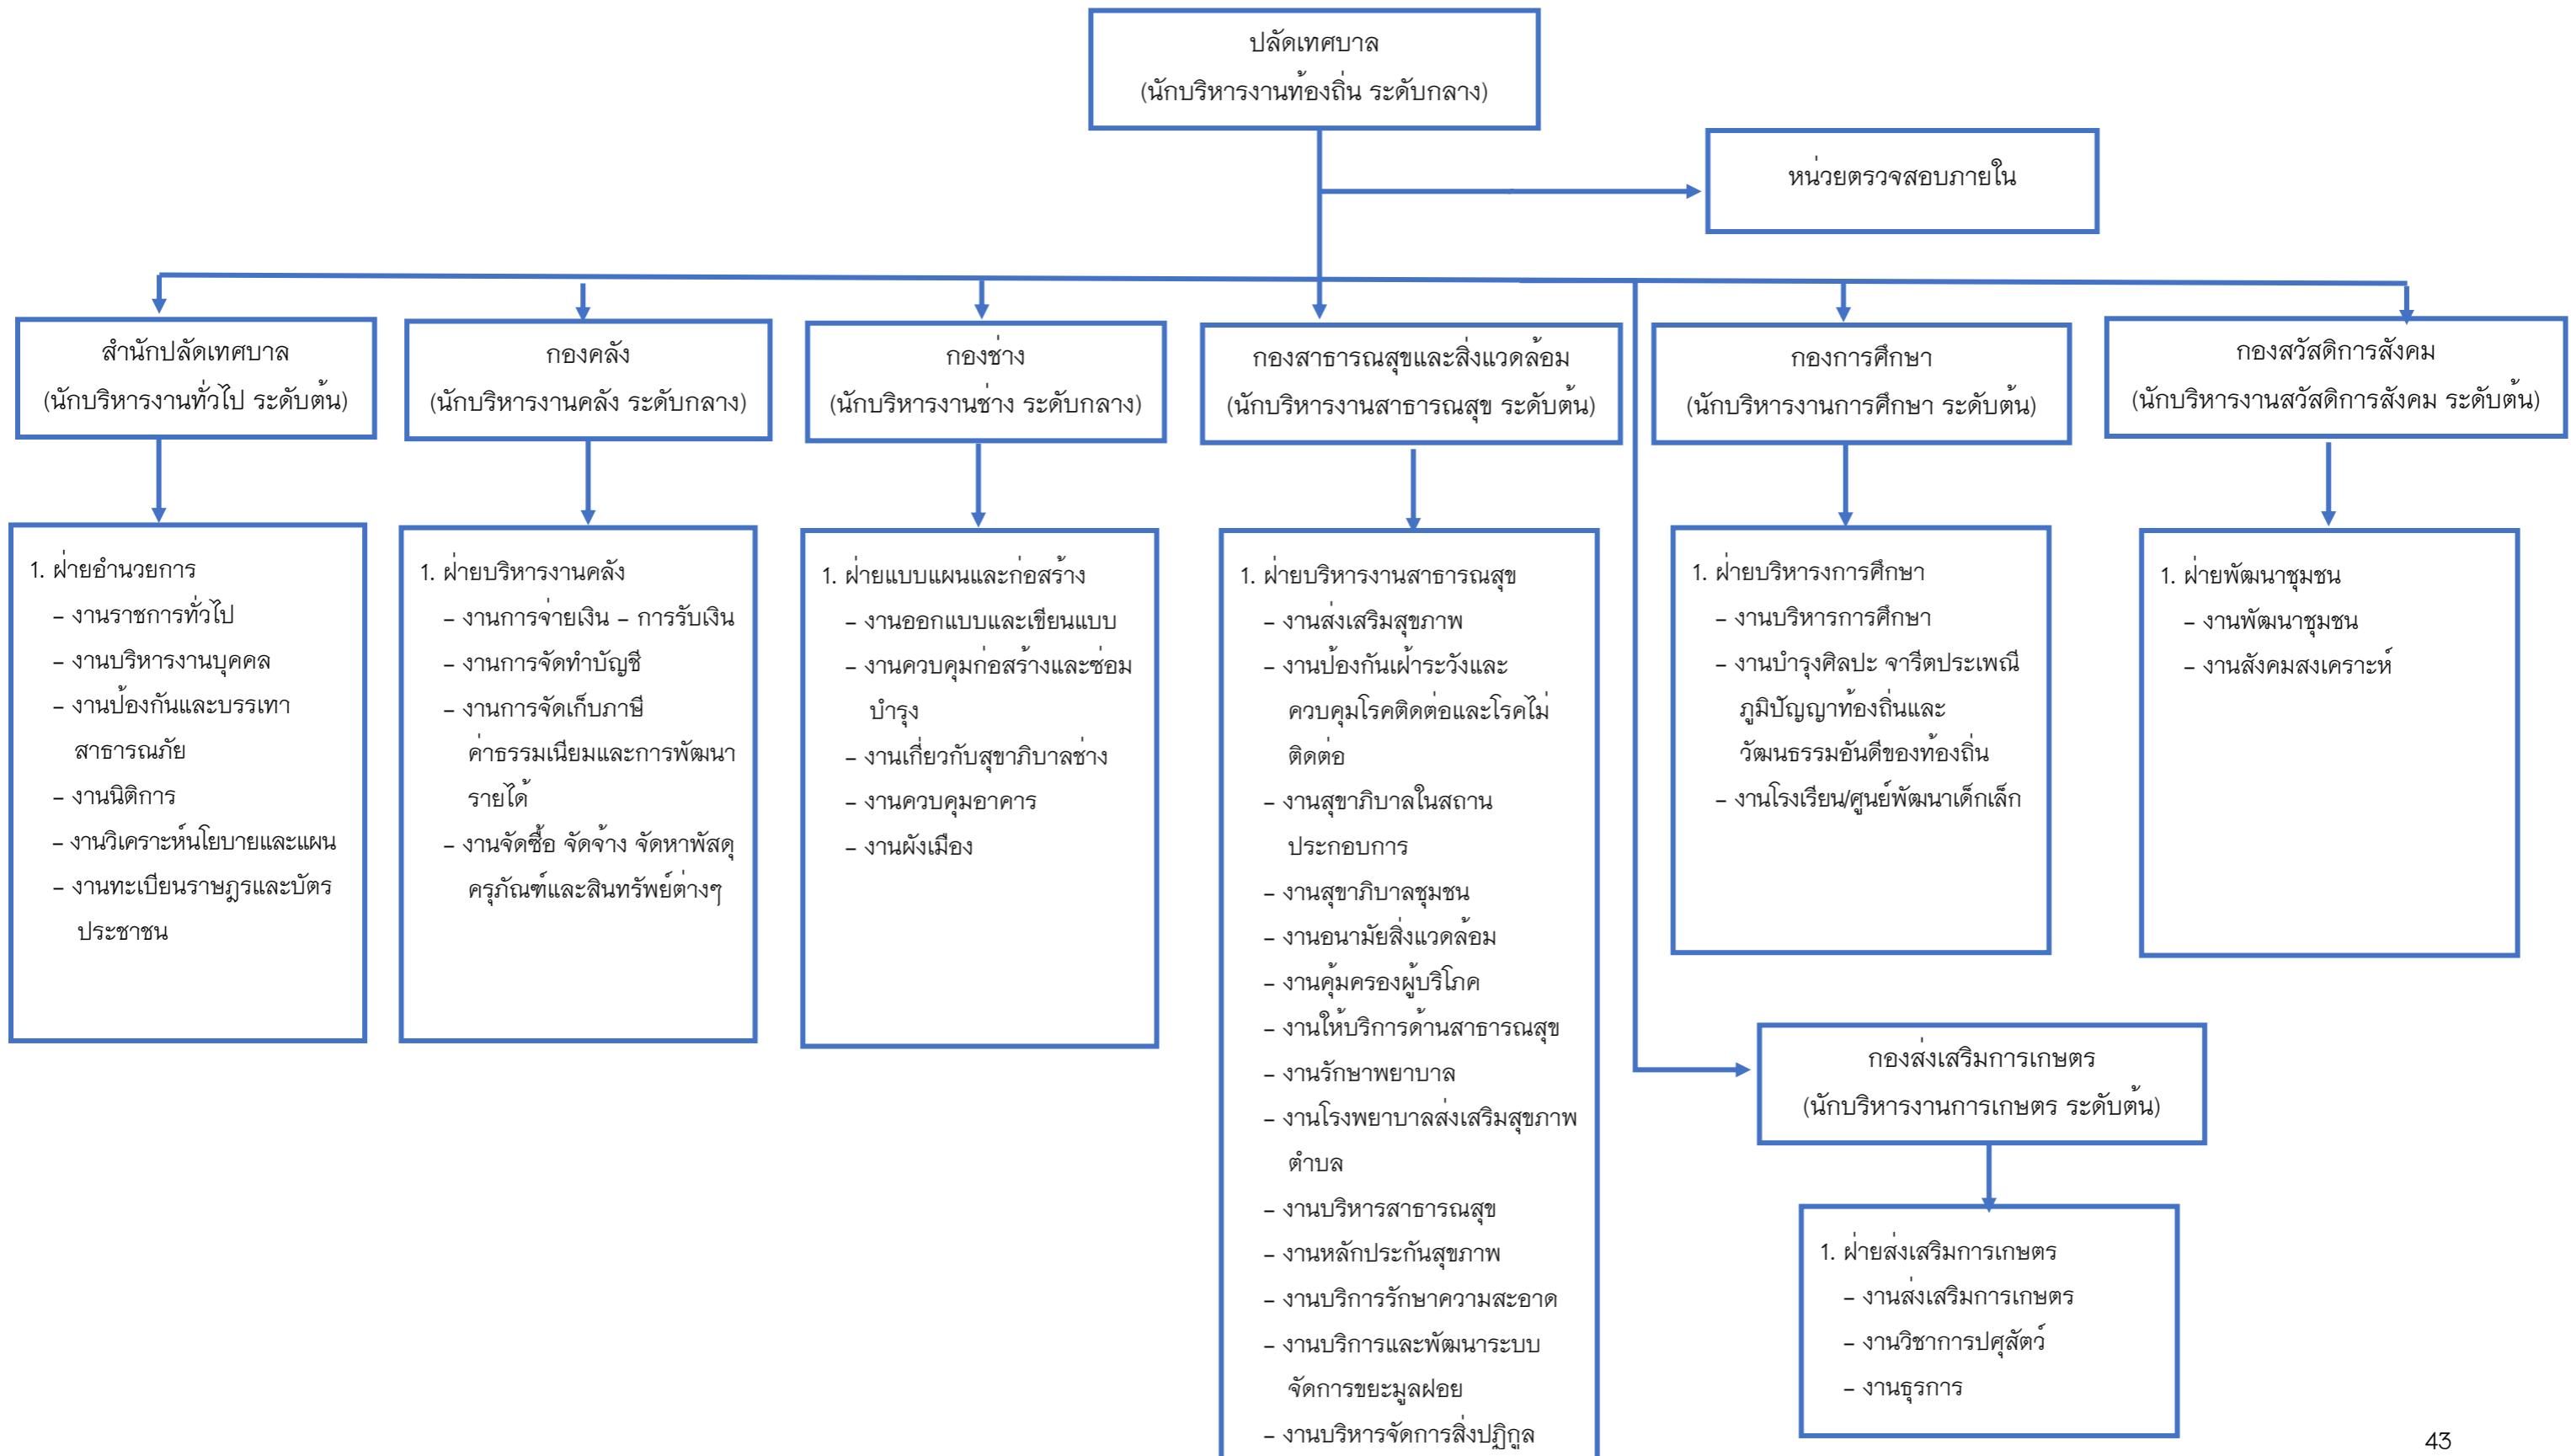 ปลัดเทศบาล
(นักบริหารงานท้องถิ่น ระดับกลาง)
หน่วยตรวจสอบภายใน
สำนักปลัดเทศบาล
(นักบริหารงานทั่วไป ระดับต้น)
กองคลัง
(นักบริหารงานคลัง ระดับกลาง)
กองช่าง
(นักบริหารงานช่าง ระดับกลาง)
กองสาธารณสุขและสิ่งแวดล้อม
(นักบริหารงานสาธารณสุข ระดับต้น)
กองการศึกษา
(นักบริหารงานการศึกษา ระดับต้น)
กองสวัสดิการสังคม
(นักบริหารงานสวัสดิการสังคม ระดับต้น)
1. ฝ่ายอำนวยการ
– งานราชการทั่วไป
– งานบริหารงานบุคคล
– งานป้องกันและบรรเทา
สาธารณภัย
– งานนิติการ
– งานวิเคราะห์นโยบายและแผน
– งานทะเบียนราษฎรและบัตร
ประชาชน
1. ฝ่ายบริหารงานคลัง
– งานการจ่ายเงิน – การรับเงิน
– งานการจัดทำบัญชี
– งานการจัดเก็บภาษี
ค่าธรรมเนียมและการพัฒนา
รายได้
– งานจัดซื้อ จัดจ้าง จัดหาพัสดุ
ครุภัณฑ์และสินทรัพย์ต่างๆ
1. ฝ่ายแบบแผนและก่อสร้าง
– งานออกแบบและเขียนแบบ
– งานควบคุมก่อสร้างและซ่อม
บำรุง
– งานเกี่ยวกับสุขาภิบาลช่าง
– งานควบคุมอาคาร
– งานผังเมือง
1. ฝ่ายบริหารงานสาธารณสุข
– งานส่งเสริมสุขภาพ
– งานป้องกันเฝ้าระวังและ
ควบคุมโรคติดต่อและโรคไม่
ติดต่อ
– งานสุขาภิบาลในสถาน
ประกอบการ
– งานสุขาภิบาลชุมชน
– งานอนามัยสิ่งแวดล้อม
– งานคุ้มครองผู้บริโภค
– งานให้บริการด้านสาธารณสุข
– งานรักษาพยาบาล
– งานโรงพยาบาลส่งเสริมสุขภาพ
ตำบล
– งานบริหารสาธารณสุข
– งานหลักประกันสุขภาพ
– งานบริการรักษาความสะอาด
– งานบริการและพัฒนาระบบ
จัดการขยะมูลฝอย
– งานบริหารจัดการสิ่งปฏิกูล
1. ฝ่ายบริหารงการศึกษา
– งานบริหารการศึกษา
– งานบำรุงศิลปะ จารีตประเพณี
ภูมิปัญญาท้องถิ่นและ
วัฒนธรรมอันดีของท้องถิ่น
– งานโรงเรียน/ศูนย์พัฒนาเด็กเล็ก
1. ฝ่ายพัฒนาชุมชน
– งานพัฒนาชุมชน
– งานสังคมสงเคราะห์
กองส่งเสริมการเกษตร
(นักบริหารงานการเกษตร ระดับต้น)
1. ฝ่ายส่งเสริมการเกษตร
– งานส่งเสริมการเกษตร
– งานวิชาการปศุสัตว์
– งานธุรการ
43